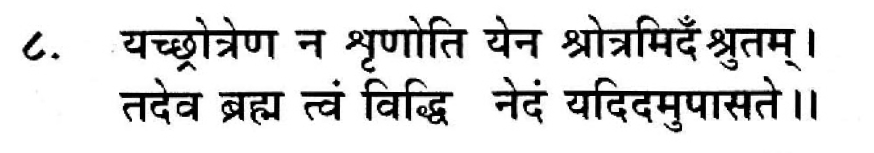 ८. यच्छ्रोत्रेण न शृणोति येन श्रोत्रमिदँ श्रुतम्।
तदेव ब्रह्म त्वं विद्धि नेदं यदिदमुपासते।।